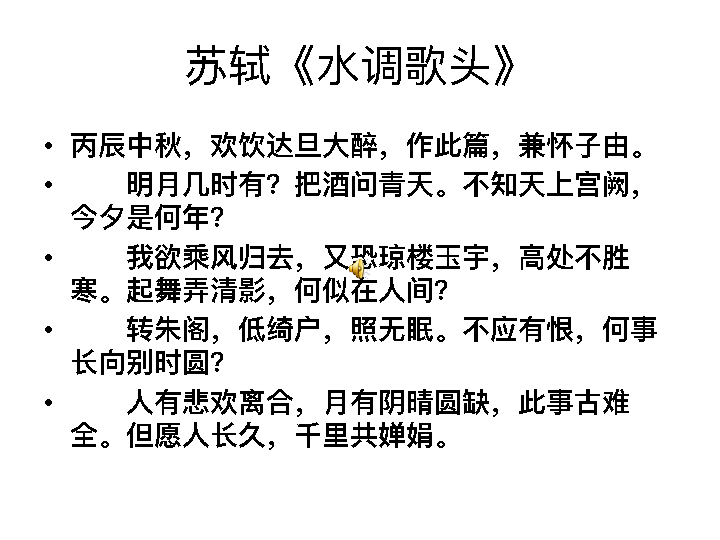 苏轼《水调歌头》
• 丙辰中秋，欢饮达旦大醉，作此篇，兼怀子由。
• 明月几时有？把酒问青天。不知天上宫阙，
今夕是何年？
• 我欲乘风归去，又恐琼楼玉宇，高处不胜
寒。起舞弄清影，何似在人间？
• 转朱阁，低绮户，照无眠。不应有恨，何事
长向别时圆？
• 人有悲欢离合，月有阴晴圆缺，此事古难
全。但愿人长久，千里共婵娟。